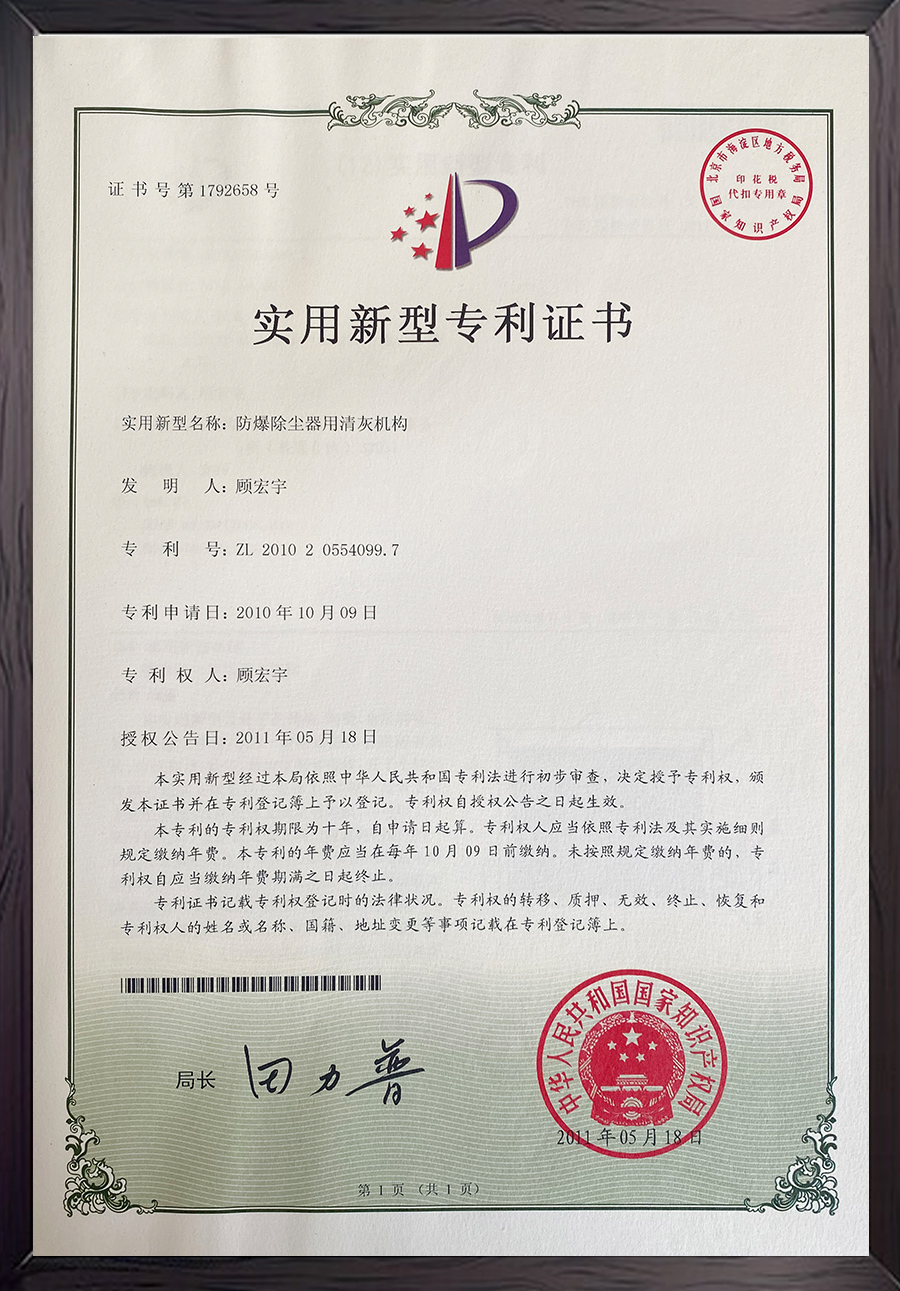 证书号第1792658号
北京市海淀区地方税务局
印花税
代扣专用章
国家知识产权局
实用新型专利证书
实用新型名称：防爆除尘器用清灰机构
发明人：顾宏宇
专利号：ZL 2010 2 0554099.7
专利申请日：2010年10月09日
专利权人：顾宏宇
授权公告日：2011年05月18日
本实用新型经过本局依照中华人民共和国专利法进行初步审查，决定授予专利权，颁
发本证书并在专利登记簿上予以登记。专利权自授权公告之日起生效。
本专利的专利权期限为十年，自申请日起算。专利权人应当依照专利法及其实施细则
规定缴纳年费。本专利的年费应当在每年10月09日前缴纳。未按照规定缴纳年费的，专
利权自应当缴纳年费期满之日起终止。
专利证书记载专利权登记时的法律状况。专利权的转移、质押、无效、终止、恢复和
专利权人的姓名或名称、国籍、地址变更等事项记载在专利登记簿上。
局长
田力普
中华人民共和国国家知识产权局
2011年05月18日
第1页（共1页）